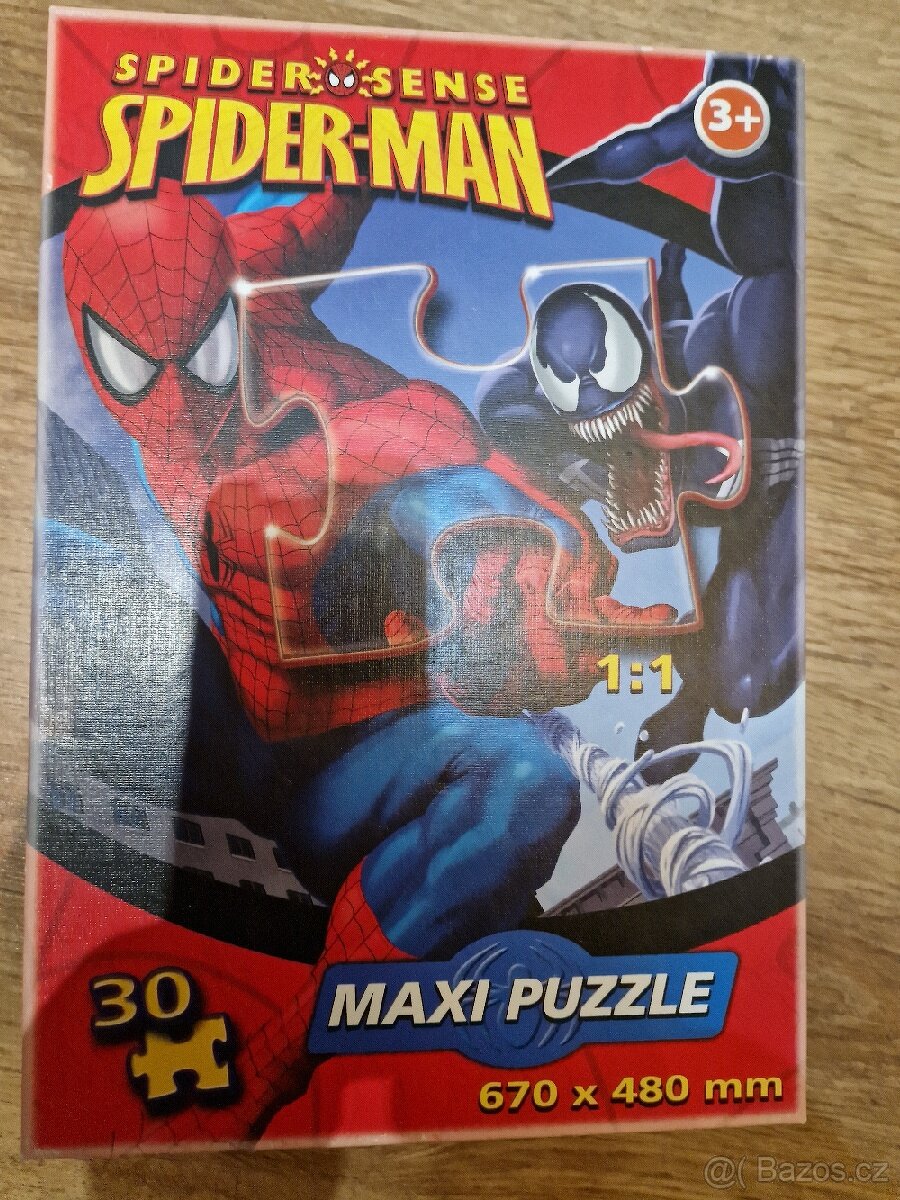 SPIDER SENSE
SPIDER-MAN
3+
1:1
30
MAXI PUZZLE
670 x 480 mm
@( Bazos.cz